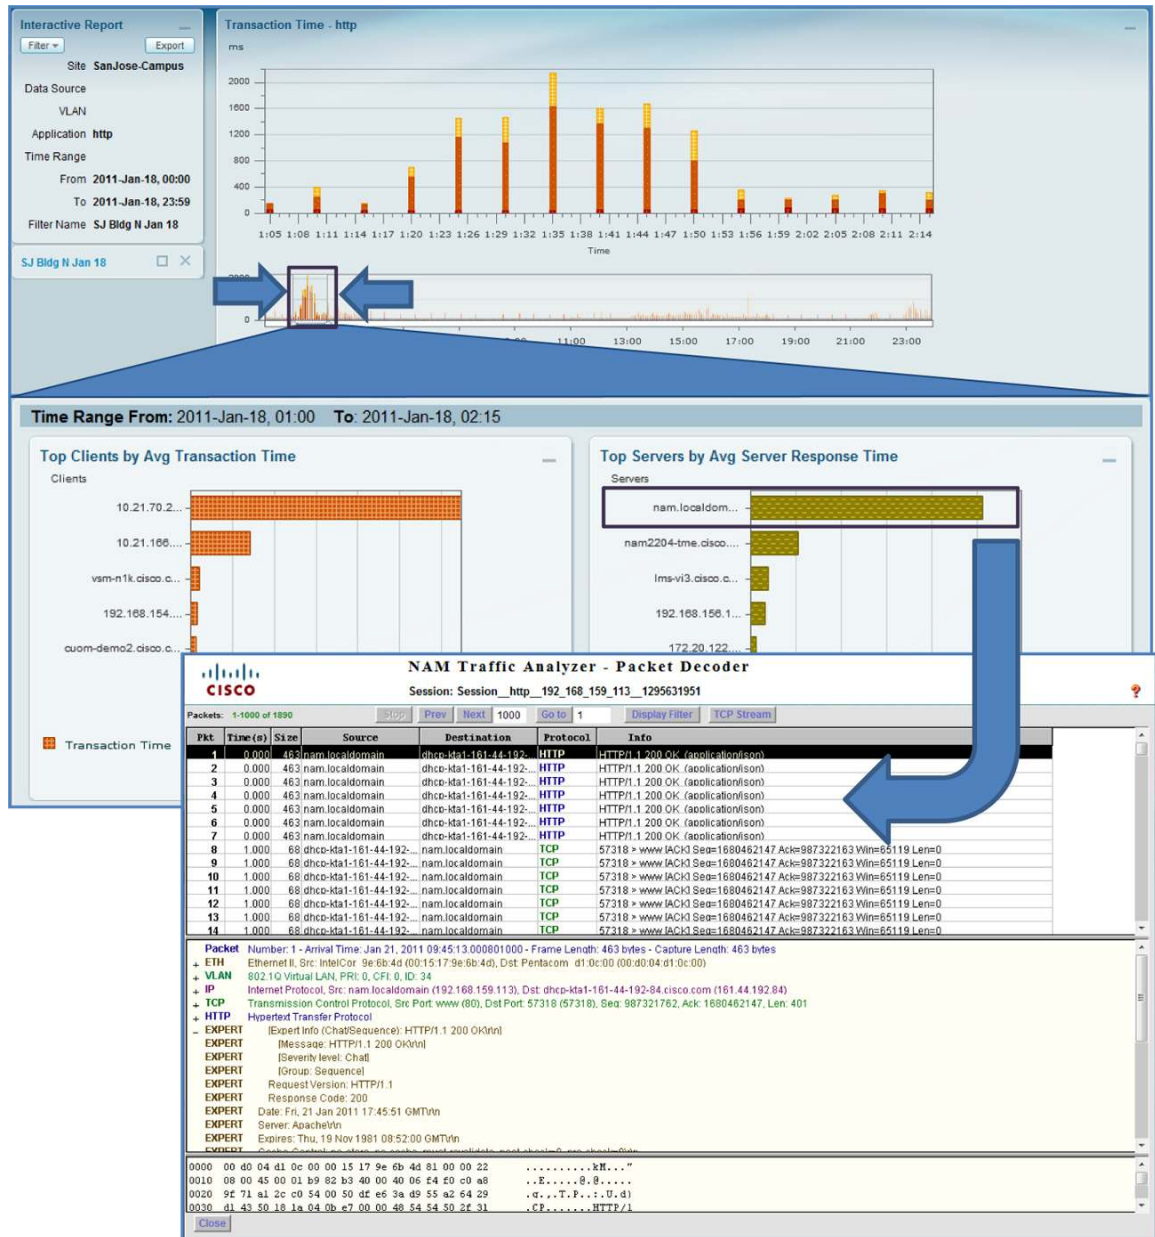 Interactive Report
Filter
Export
Site SanJose-Campus
Data Source
VLAN
Application http
Time Range
From 2011-Jan-18, 00:00
To 2011-Jan-18, 23:59
Filter Name SJ Bldg N Jan 18
SJ Bldg N Jan 18
Transaction Time - http
ms
2000
1600
1200
800
400
0
1:05 1:08 1:11 1:14 1:17 1:20 1:23 1:26 1:29 1:32 1:35 1:38 1:41 1:44 1:47 1:50 1:53 1:56 1:59 2:02 2:05 2:08 2:11 2:14
Time
0
11:00 13:00 15:00 17:00 19:00 21:00 23:00
Time Range From: 2011-Jan-18, 01:00 To: 2011-Jan-18, 02:15
Top Clients by Avg Transaction Time
Clients
10.21.70.2...
10.21.166....
vsm-n1k.cisco.c...
192.168.154....
cuom-demo2.cisco.c...
Transaction Time
Top Servers by Avg Server Response Time
Servers
nam.localdom...
nam2204-tme.cisco....
lms-vi3.cisco.c...
192.168.156.1...
172.20.122....
CISCO
NAM Traffic Analyzer - Packet Decoder
Session: Session__http__192_168_159_113__1295631951
?
Packets: 1-1000 of 1890 Stop Prev Next 1000 Go to 1 Display Filter TCP Stream
Pkt Time(s) Size Source Destination Protocol Info
1 0.000 463 nam.localdomain dhcp-kta1-161-44-192-... HTTP HTTP/1.1 200 OK (application/json)
2 0.000 463 nam.localdomain dhcp-kta1-161-44-192-... HTTP HTTP/1.1 200 OK (application/json)
3 0.000 463 nam.localdomain dhcp-kta1-161-44-192-... HTTP HTTP/1.1 200 OK (application/json)
4 0.000 463 nam.localdomain dhcp-kta1-161-44-192-... HTTP HTTP/1.1 200 OK (application/json)
5 0.000 463 nam.localdomain dhcp-kta1-161-44-192-... HTTP HTTP/1.1 200 OK (application/json)
6 0.000 463 nam.localdomain dhcp-kta1-161-44-192-... HTTP HTTP/1.1 200 OK (application/json)
7 0.000 463 nam.localdomain dhcp-kta1-161-44-192-... HTTP HTTP/1.1 200 OK (application/json)
8 1.000 68 dhcp-kta1-161-44-192-... nam.localdomain TCP 57318 > www [ACK] Seq=1680462147 Ack=987322163 Win=65119 Len=0
9 1.000 68 dhcp-kta1-161-44-192-... nam.localdomain TCP 57318 > www [ACK] Seq=1680462147 Ack=987322163 Win=65119 Len=0
10 1.000 68 dhcp-kta1-161-44-192-... nam.localdomain TCP 57318 > www [ACK] Seq=1680462147 Ack=987322163 Win=65119 Len=0
11 1.000 68 dhcp-kta1-161-44-192-... nam.localdomain TCP 57318 > www [ACK] Seq=1680462147 Ack=987322163 Win=65119 Len=0
12 1.000 68 dhcp-kta1-161-44-192-... nam.localdomain TCP 57318 > www [ACK] Seq=1680462147 Ack=987322163 Win=65119 Len=0
13 1.000 68 dhcp-kta1-161-44-192-... nam.localdomain TCP 57318 > www [ACK] Seq=1680462147 Ack=987322163 Win=65119 Len=0
14 1.000 68 dhcp-kta1-161-44-192-... nam.localdomain TCP 57318 > www [ACK] Seq=1680462147 Ack=987322163 Win=65119 Len=0
Packet Number: 1 - Arrival Time: Jan 21, 2011 09:45:13.000801000 - Frame Length: 463 bytes - Capture Length: 463 bytes
+ ETH Ethernet II, Src: IntelCor_9e:6b:4d (00:15:17:9e:6b:4d), Dst: Pentacom_d1:0c:00 (00:d0:04:d1:0c:00)
+ VLAN 802.1Q Virtual LAN, PRI: 0, CFI: 0, ID: 34
+ IP Internet Protocol, Src: nam.localdomain (192.168.159.113), Dst: dhcp-kta1-161-44-192-84.cisco.com (161.44.192.84)
+ TCP Transmission Control Protocol, Src Port: www (80), Dst Port: 57318 (57318), Seq: 987321762, Ack: 1680462147, Len: 401
+ HTTP Hypertext Transfer Protocol
- EXPERT [Expert Info (Chat/Sequence): HTTP/1.1 200 OK\r\n]
EXPERT [Message: HTTP/1.1 200 OK\r\n]
EXPERT [Severity level: Chat]
EXPERT [Group: Sequence]
EXPERT Request Version: HTTP/1.1
EXPERT Response Code: 200
EXPERT Date: Fri, 21 Jan 2011 17:45:51 GMT\r\n
EXPERT Server: Apache\r\n
EXPERT Expires: Thu, 19 Nov 1981 08:52:00 GMT\r\n
EXPERT Cache-Control: no-store, no-cache, must-revalidate, post-check=0, pre-check=0\r\n
0000 00 d0 04 d1 0c 00 00 15 17 9e 6b 4d 81 00 00 22 ..........kM..."
0010 08 00 45 00 01 b9 82 b3 40 00 40 06 f4 f0 c0 a8 ..E.....@.@.....
0020 9f 71 a1 2c c0 54 00 50 df e6 3a d9 55 a2 64 29 .q.,.T.P..:.U.d)
0030 d1 43 50 18 1a 04 0b e7 00 00 48 54 54 50 2f 31 .CP.......HTTP/1
Close